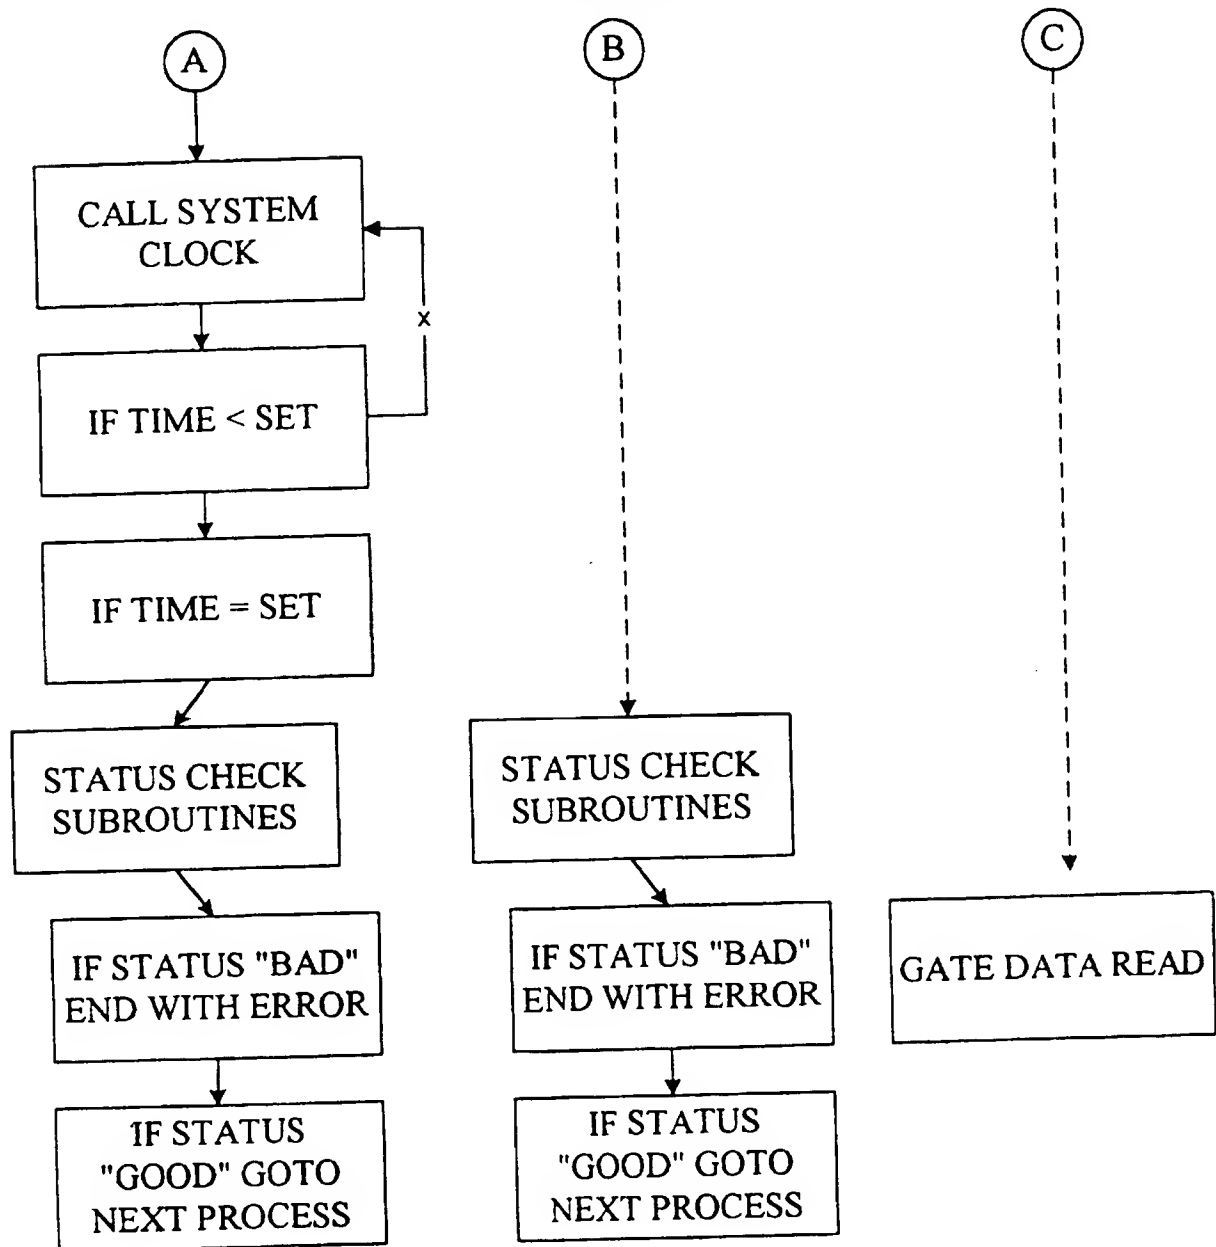 A
CALL SYSTEM
CLOCK
x
IF TIME < SET
IF TIME = SET
STATUS CHECK
SUBROUTINES
IF STATUS "BAD"
END WITH ERROR
IF STATUS
"GOOD" GOTO
NEXT PROCESS
B
STATUS CHECK
SUBROUTINES
IF STATUS "BAD"
END WITH ERROR
IF STATUS
"GOOD" GOTO
NEXT PROCESS
C
GATE DATA READ